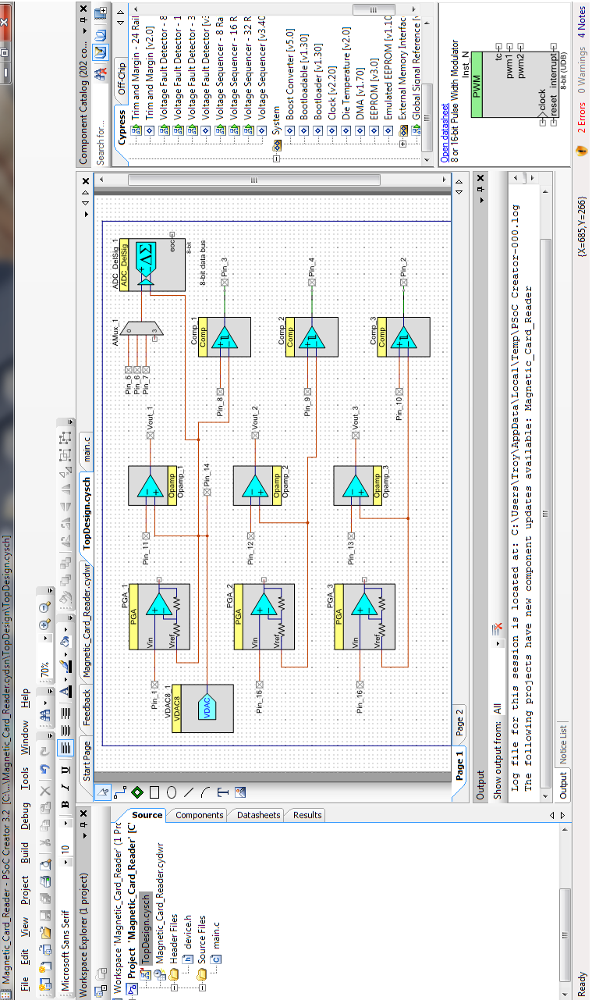 Magnetic_Card_Reader - PSoC Creator 3.2 [C:\...\Magnetic_Card_Reader.cydsn\TopDesign\TopDesign.cysch]
File Edit View Project Build Debug Tools Window Help
70%
Microsoft Sans Serif 10 B I U A
Workspace Explorer (1 project)
Workspace 'Magnetic_Card_Reader' (1 Prc
Project 'Magnetic_Card_Reader' [C'
TopDesign.cysch
Magnetic_Card_Reader.cydwr
Header Files
device.h
Source Files
main.c
Source
Components
Datasheets
Results
Start Page Feedback Magnetic_Card_Reader.cydwr TopDesign.cysch main.c
Pin_1
PGA_1
PGA
Vin
Vref
Pin_11
Opamp
Opamp_1
Vout_1
Pin_5
Pin_6
Pin_7
AMux_1
0
3
ADC_DelSig_1
ADC_DelSig
ΔΣ
eoc
8-bit
8-bit data bus
VDAC8_1
VDAC8
VDAC
Pin_14
Pin_8
Comp_1
Comp
Pin_3
Pin_15
PGA_2
PGA
Vin
Vref
Pin_12
Opamp
Opamp_2
Vout_2
Pin_9
Comp_2
Comp
Pin_4
Pin_16
PGA_3
PGA
Vin
Vref
Pin_13
Opamp
Opamp_3
Vout_3
Pin_10
Comp_3
Comp
Pin_2
Page 1 Page 2
Output
Show output from: All
Log file for this session is located at: C:\Users\Troy\AppData\Local\Temp\PSoC Creator-000.log
The following projects have new component updates available: Magnetic_Card_Reader
Output Notice List
Component Catalog (202 co...
Search for...
Cypress Off-Chip
Trim and Margin - 24 Rail
Trim and Margin [v2.0]
Voltage Fault Detector - 8
Voltage Fault Detector - 1
Voltage Fault Detector - 3
Voltage Fault Detector [v:
Voltage Sequencer - 8 Ra
Voltage Sequencer - 16 R
Voltage Sequencer - 32 R
Voltage Sequencer [v3.40
System
Boost Converter [v5.0]
Bootloadable [v1.30]
Bootloader [v1.30]
Clock [v2.20]
Die Temperature [v2.0]
DMA [v1.70]
EEPROM [v3.0]
Emulated EEPROM [v1.10
External Memory Interfac
Global Signal Reference [v
Open datasheet
8 or 16-bit Pulse Width Modulator
Inst_N
PWM
tc
pwm1
pwm2
clock
reset interrupt
8-bit (UDB)
Ready {X=685,Y=266} 2 Errors 0 Warnings 4 Notes